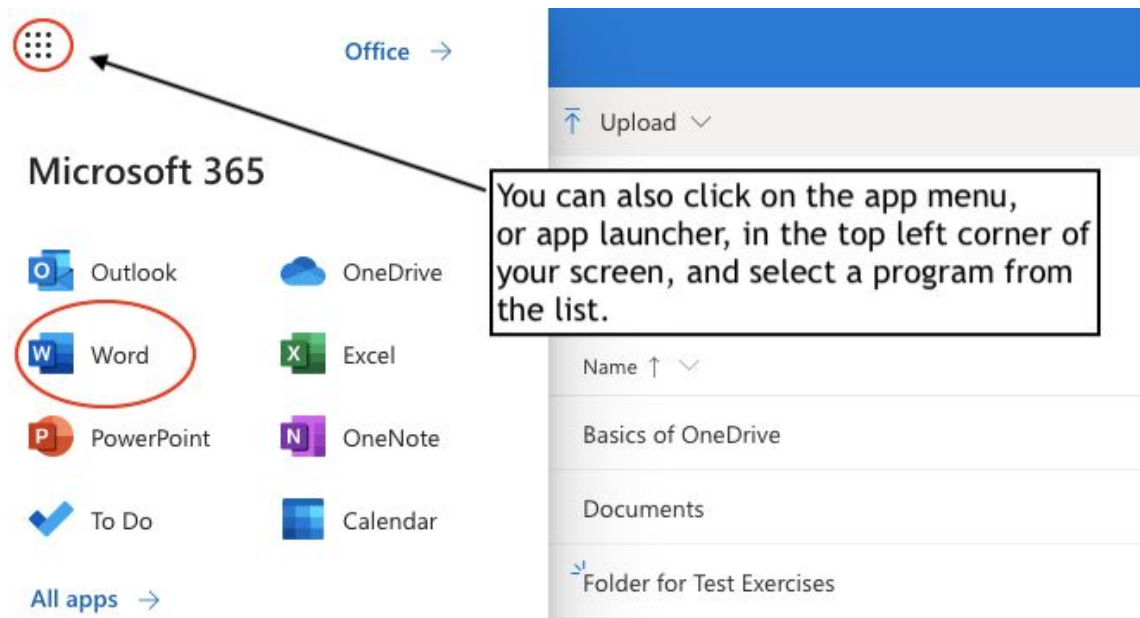 Office →
Microsoft 365
Outlook
OneDrive
Word
Excel
PowerPoint
OneNote
To Do
Calendar
All apps →
Upload
You can also click on the app menu,
or app launcher, in the top left corner of
your screen, and select a program from
the list.
Name ↑
Basics of OneDrive
Documents
Folder for Test Exercises